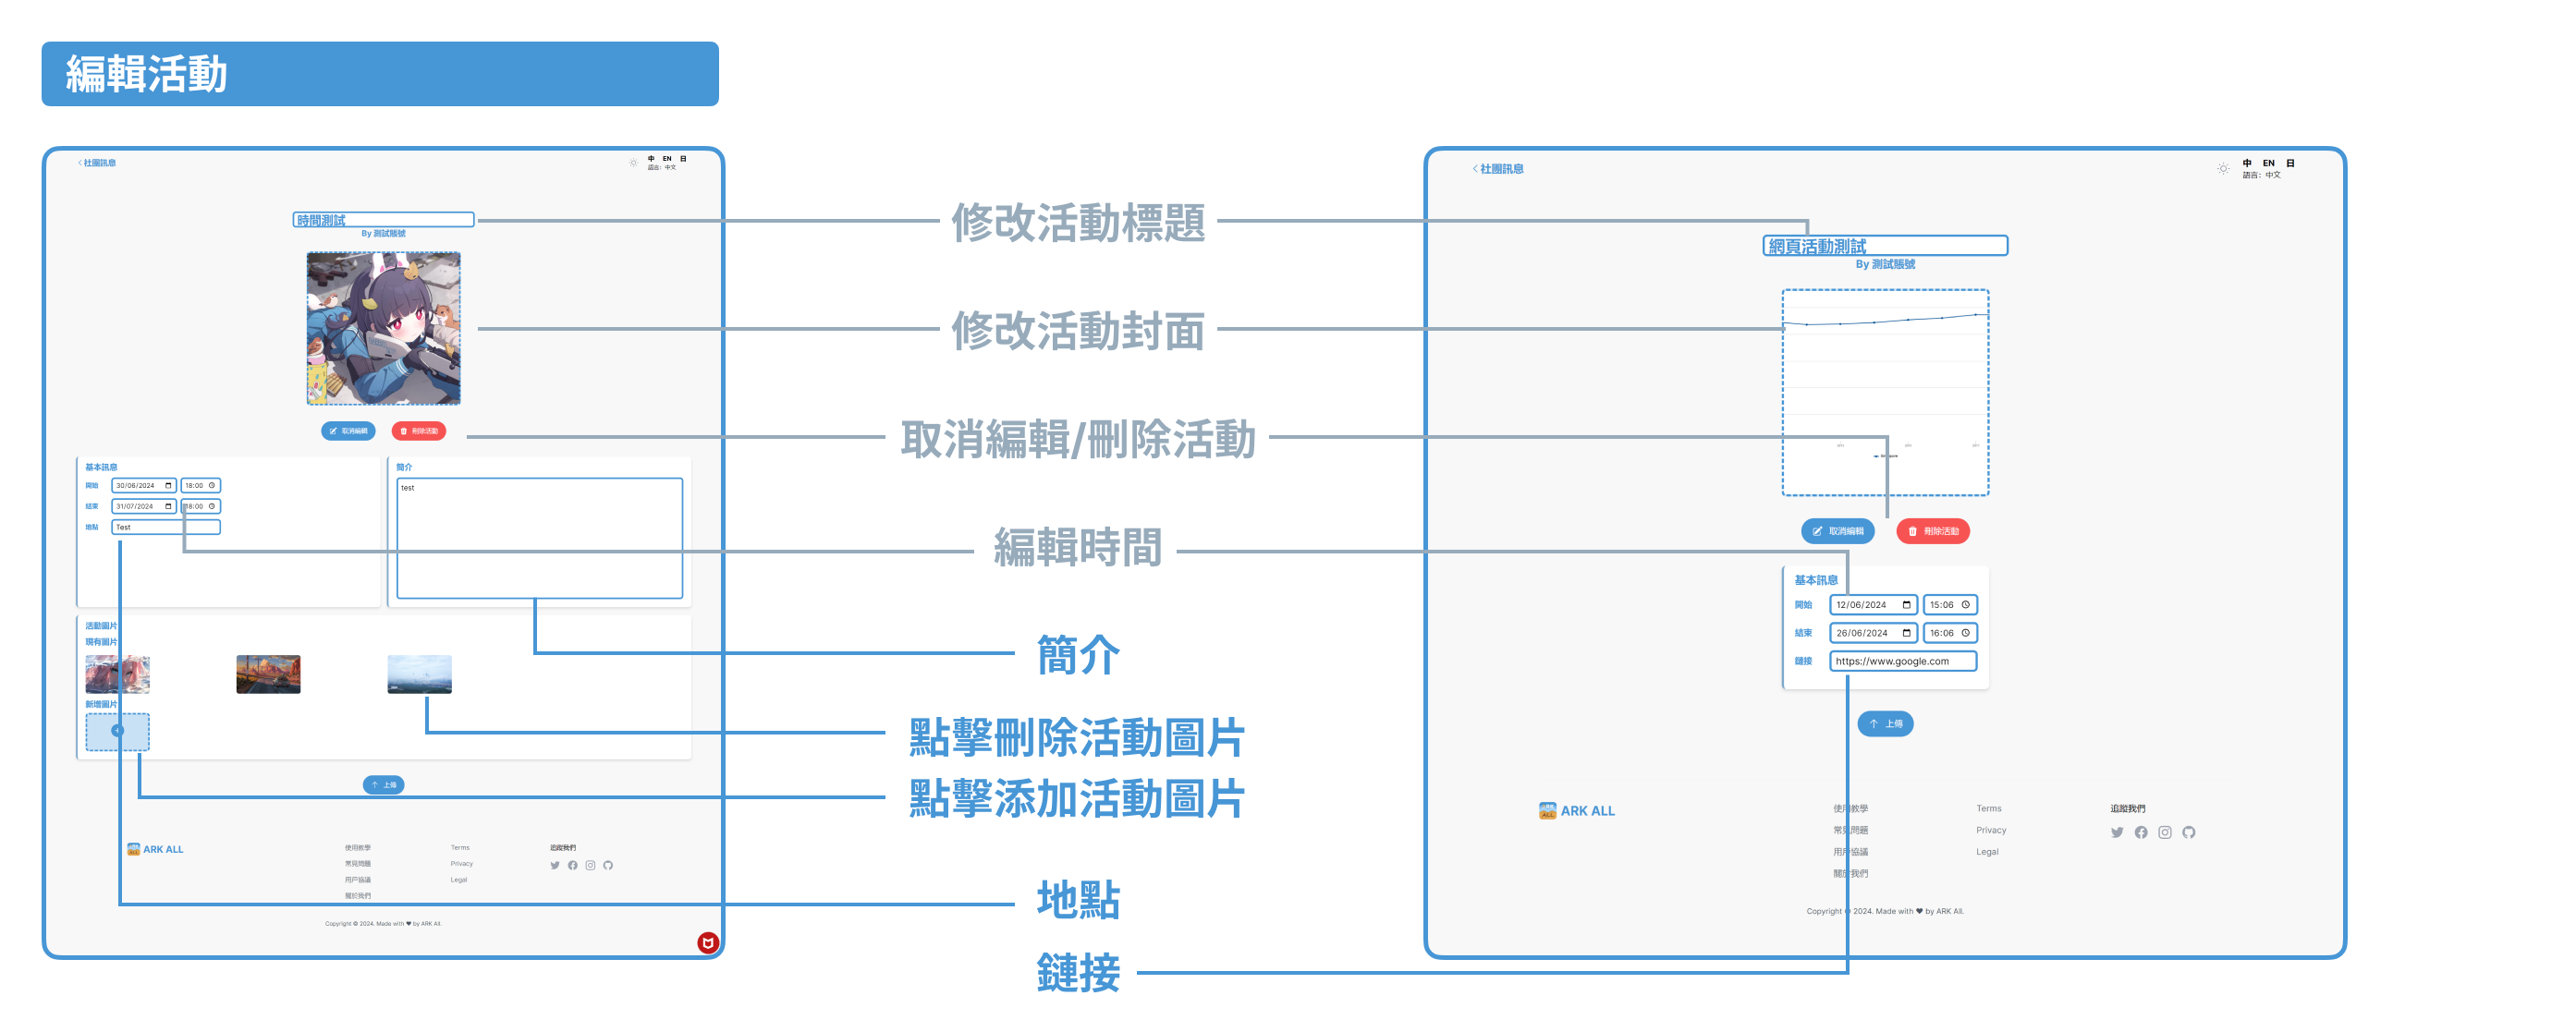 編輯活動
社團訊息
中 EN 日
語言：中文
時間測試
By 測試賬號
取消編輯
刪除活動
基本訊息
開始 30/06/2024 18:00
結束 31/07/2024 18:00
地點 Test
簡介
test
活動圖片
現有圖片
新增圖片
上傳
ARK ALL
使用教學
常見問題
用戶協議
關於我們
Terms
Privacy
Legal
追蹤我們
Copyright © 2024. Made with ❤ by ARK All.
修改活動標題
修改活動封面
取消編輯/刪除活動
編輯時間
簡介
點擊刪除活動圖片
點擊添加活動圖片
地點
鏈接
社團訊息
中 EN 日
語言：中文
網頁活動測試
By 測試賬號
取消編輯
刪除活動
基本訊息
開始 12/06/2024 15:06
結束 26/06/2024 16:06
鏈接 https://www.google.com
上傳
ARK ALL
使用教學
常見問題
用戶協議
關於我們
Terms
Privacy
Legal
追蹤我們
Copyright © 2024. Made with ❤ by ARK All.